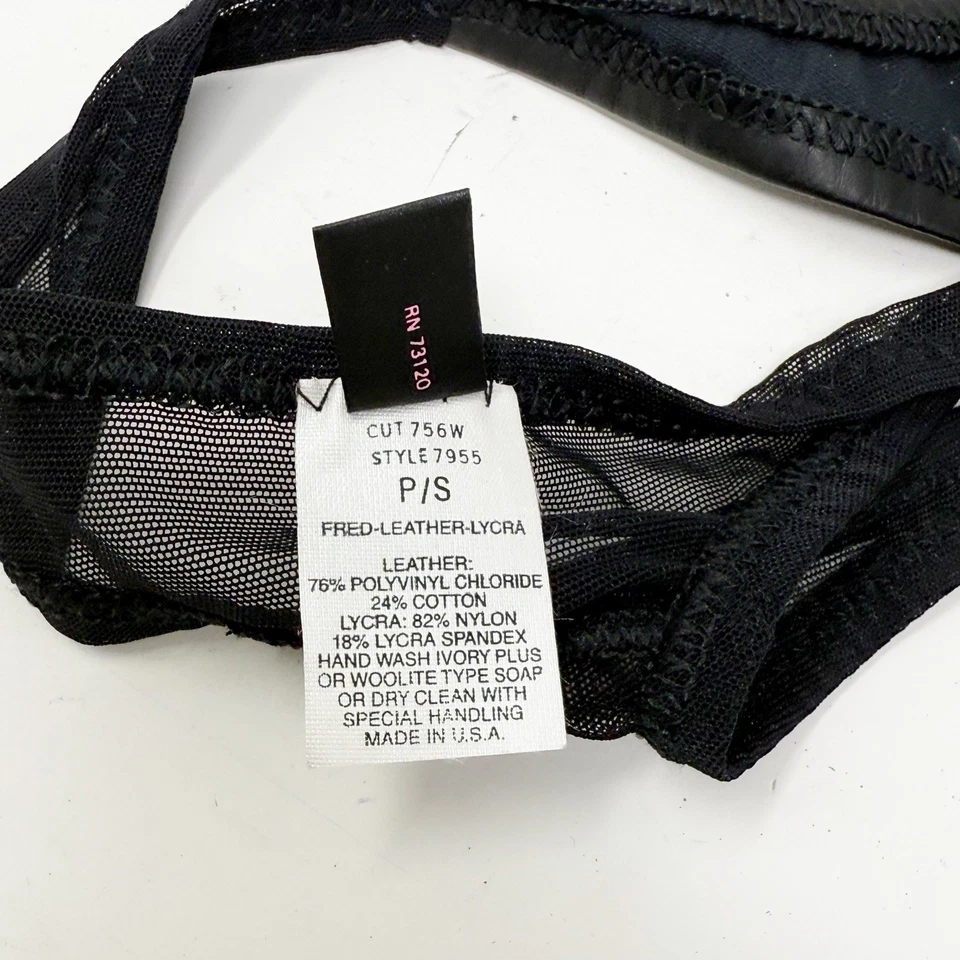 RN 73120
CUT 756W
STYLE 7955
P/S
FRED-LEATHER-LYCRA
LEATHER:
76% POLYVINYL CHLORIDE
24% COTTON
LYCRA: 82% NYLON
18% LYCRA SPANDEX
HAND WASH IVORY PLUS
OR WOOLITE TYPE SOAP
OR DRY CLEAN WITH
SPECIAL HANDLING
MADE IN U.S.A.